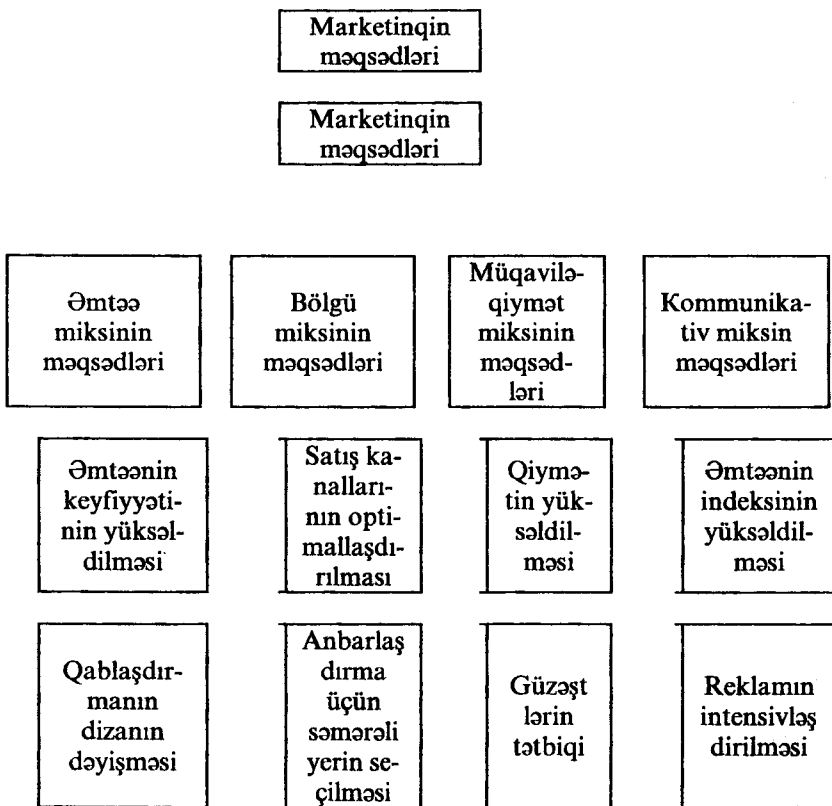 Marketinqin
məqsədləri
Marketinqin
məqsədləri
Əmtəə
miksinin
məqsədləri
Bölgü
miksinin
məqsədləri
Müqavilə-
qiymət
miksinin
məqsəd-
ləri
Kommunika-
tiv miksin
məqsədləri
Əmtəənin
keyfiyyəti-
nin yüksəl-
dilməsi
Satış ka-
nalları-
nın opti-
mallaşdı-
rılması
Qiymə-
tin yük-
səldil-
məsi
Əmtəənin
indeksinin
yüksəldil-
məsi
Qablaşdır-
manın
dizanın
dəyişməsi
Anbarlaş
dırma
üçün
səmərəli
yerin se-
çilməsi
Güzəşt
lərin
tətbiqi
Reklamın
intensivləş
dirilməsi